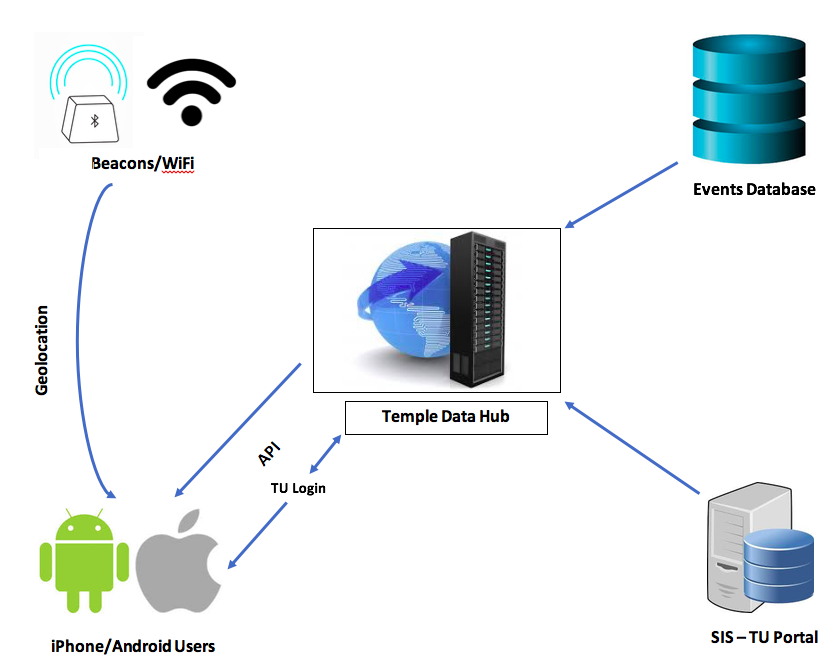 Beacons/WiFi
Events Database
Geolocation
Temple Data Hub
API
TU Login
iPhone/Android Users
SIS – TU Portal